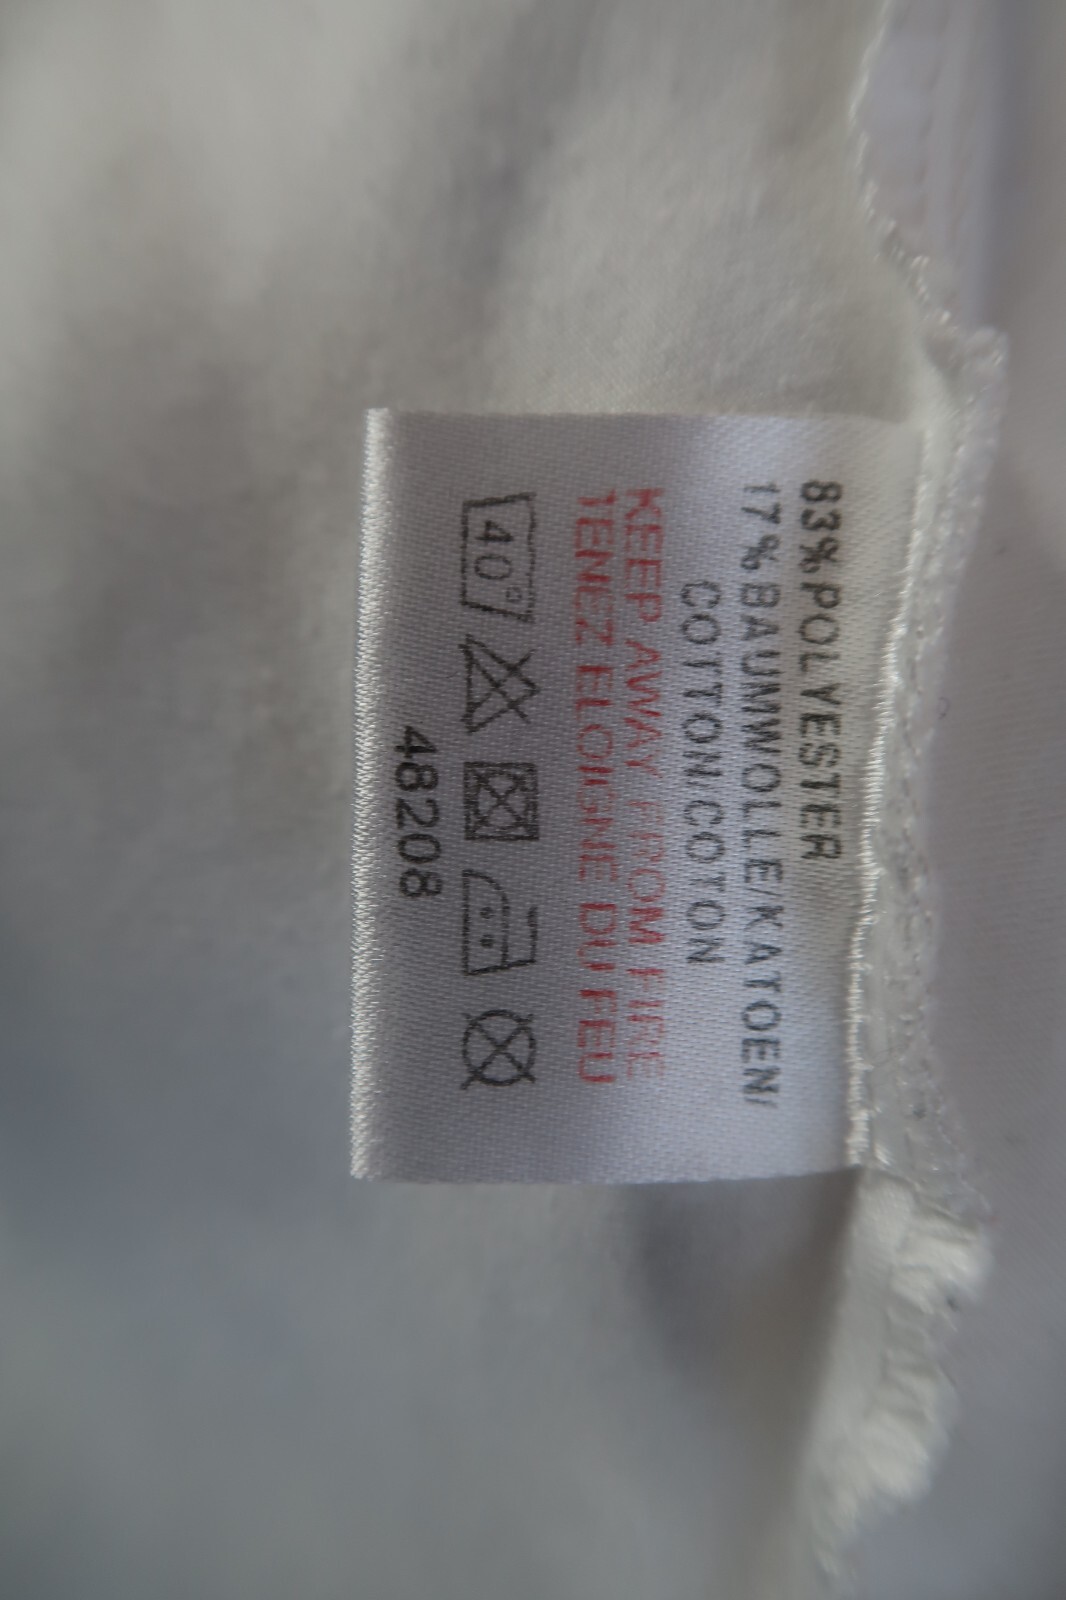 83%POLYESTER
17%BAUMWOLLE/KATOEN/
COTTON/COTON
KEEP AWAY FROM FIRE
TENEZ ELOIGNE DU FEU
40°
48208